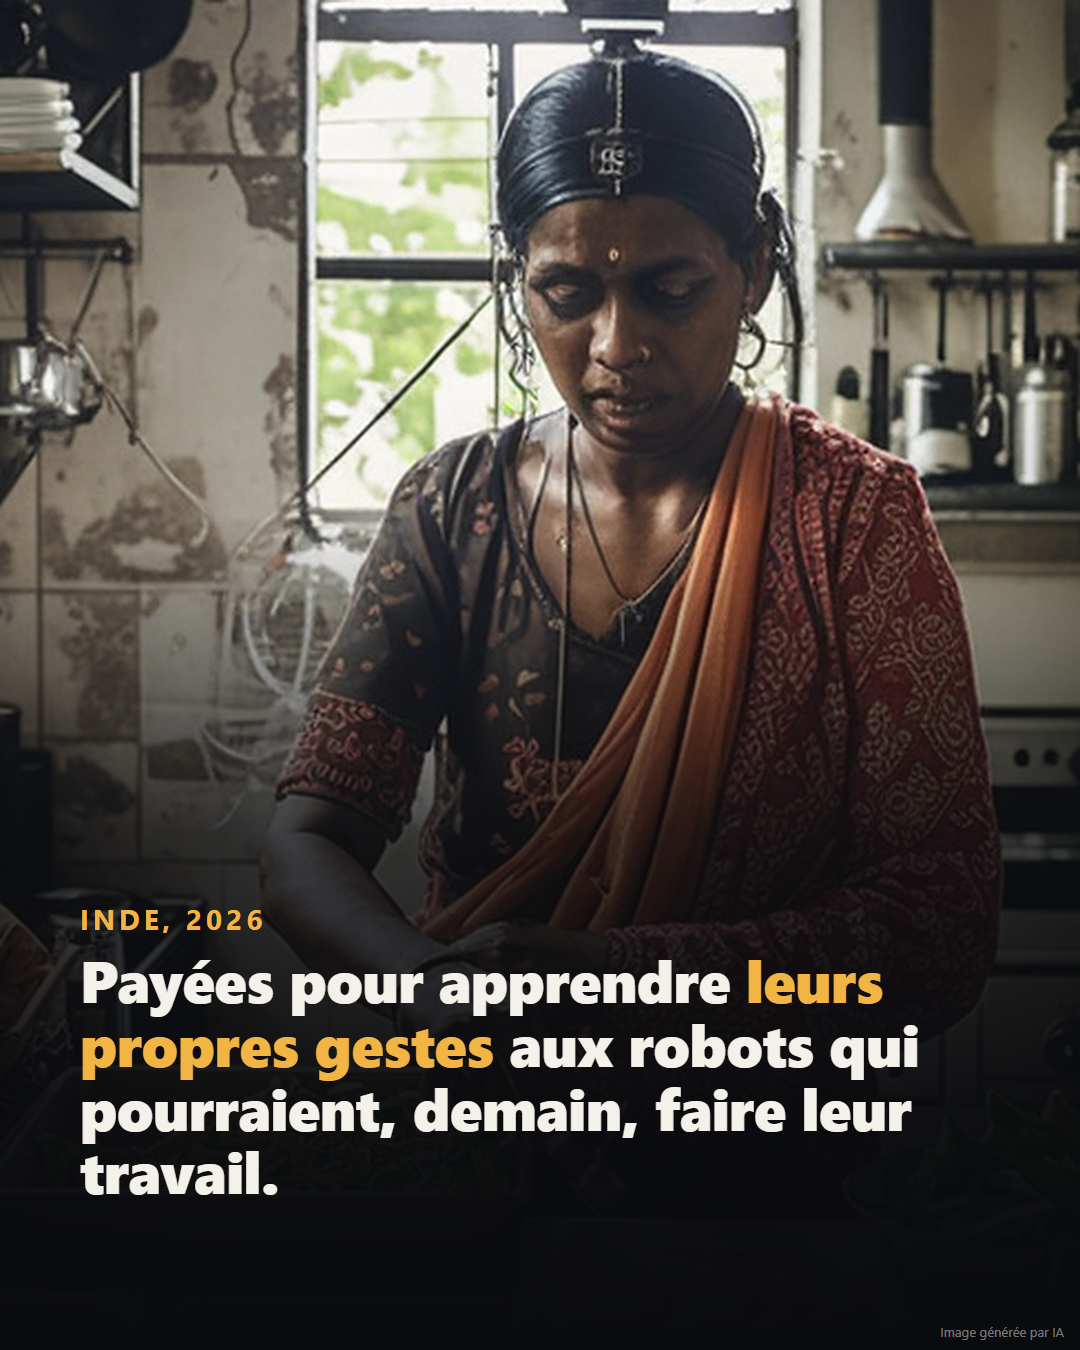 INDE, 2026
Payées pour apprendre leurs
propres gestes aux robots qui
pourraient, demain, faire leur
travail.
Image générée par IA